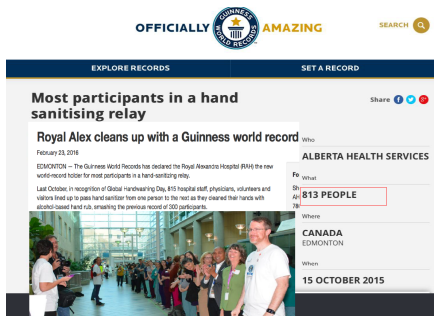 OFFICIALLY
GUINNESS
WORLD RECORDS
AMAZING
SEARCH
EXPLORE RECORDS
SET A RECORD
Most participants in a hand
sanitising relay
Share
Royal Alex cleans up with a Guinness world record
February 23, 2016
EDMONTON — The Guinness World Records has declared the Royal Alexandra Hospital (RAH) the new
world-record holder for most participants in a hand-sanitizing relay.
Last October, in recognition of Global Handwashing Day, 815 hospital staff, physicians, volunteers and
visitors lined up to pass hand sanitizer from one person to the next as they cleaned their hands with
alcohol-based hand rub, smashing the previous record of 300 participants.
Fo
Sh
AH
78
Who
ALBERTA HEALTH SERVICES
What
813 PEOPLE
Where
CANADA
EDMONTON
When
15 OCTOBER 2015